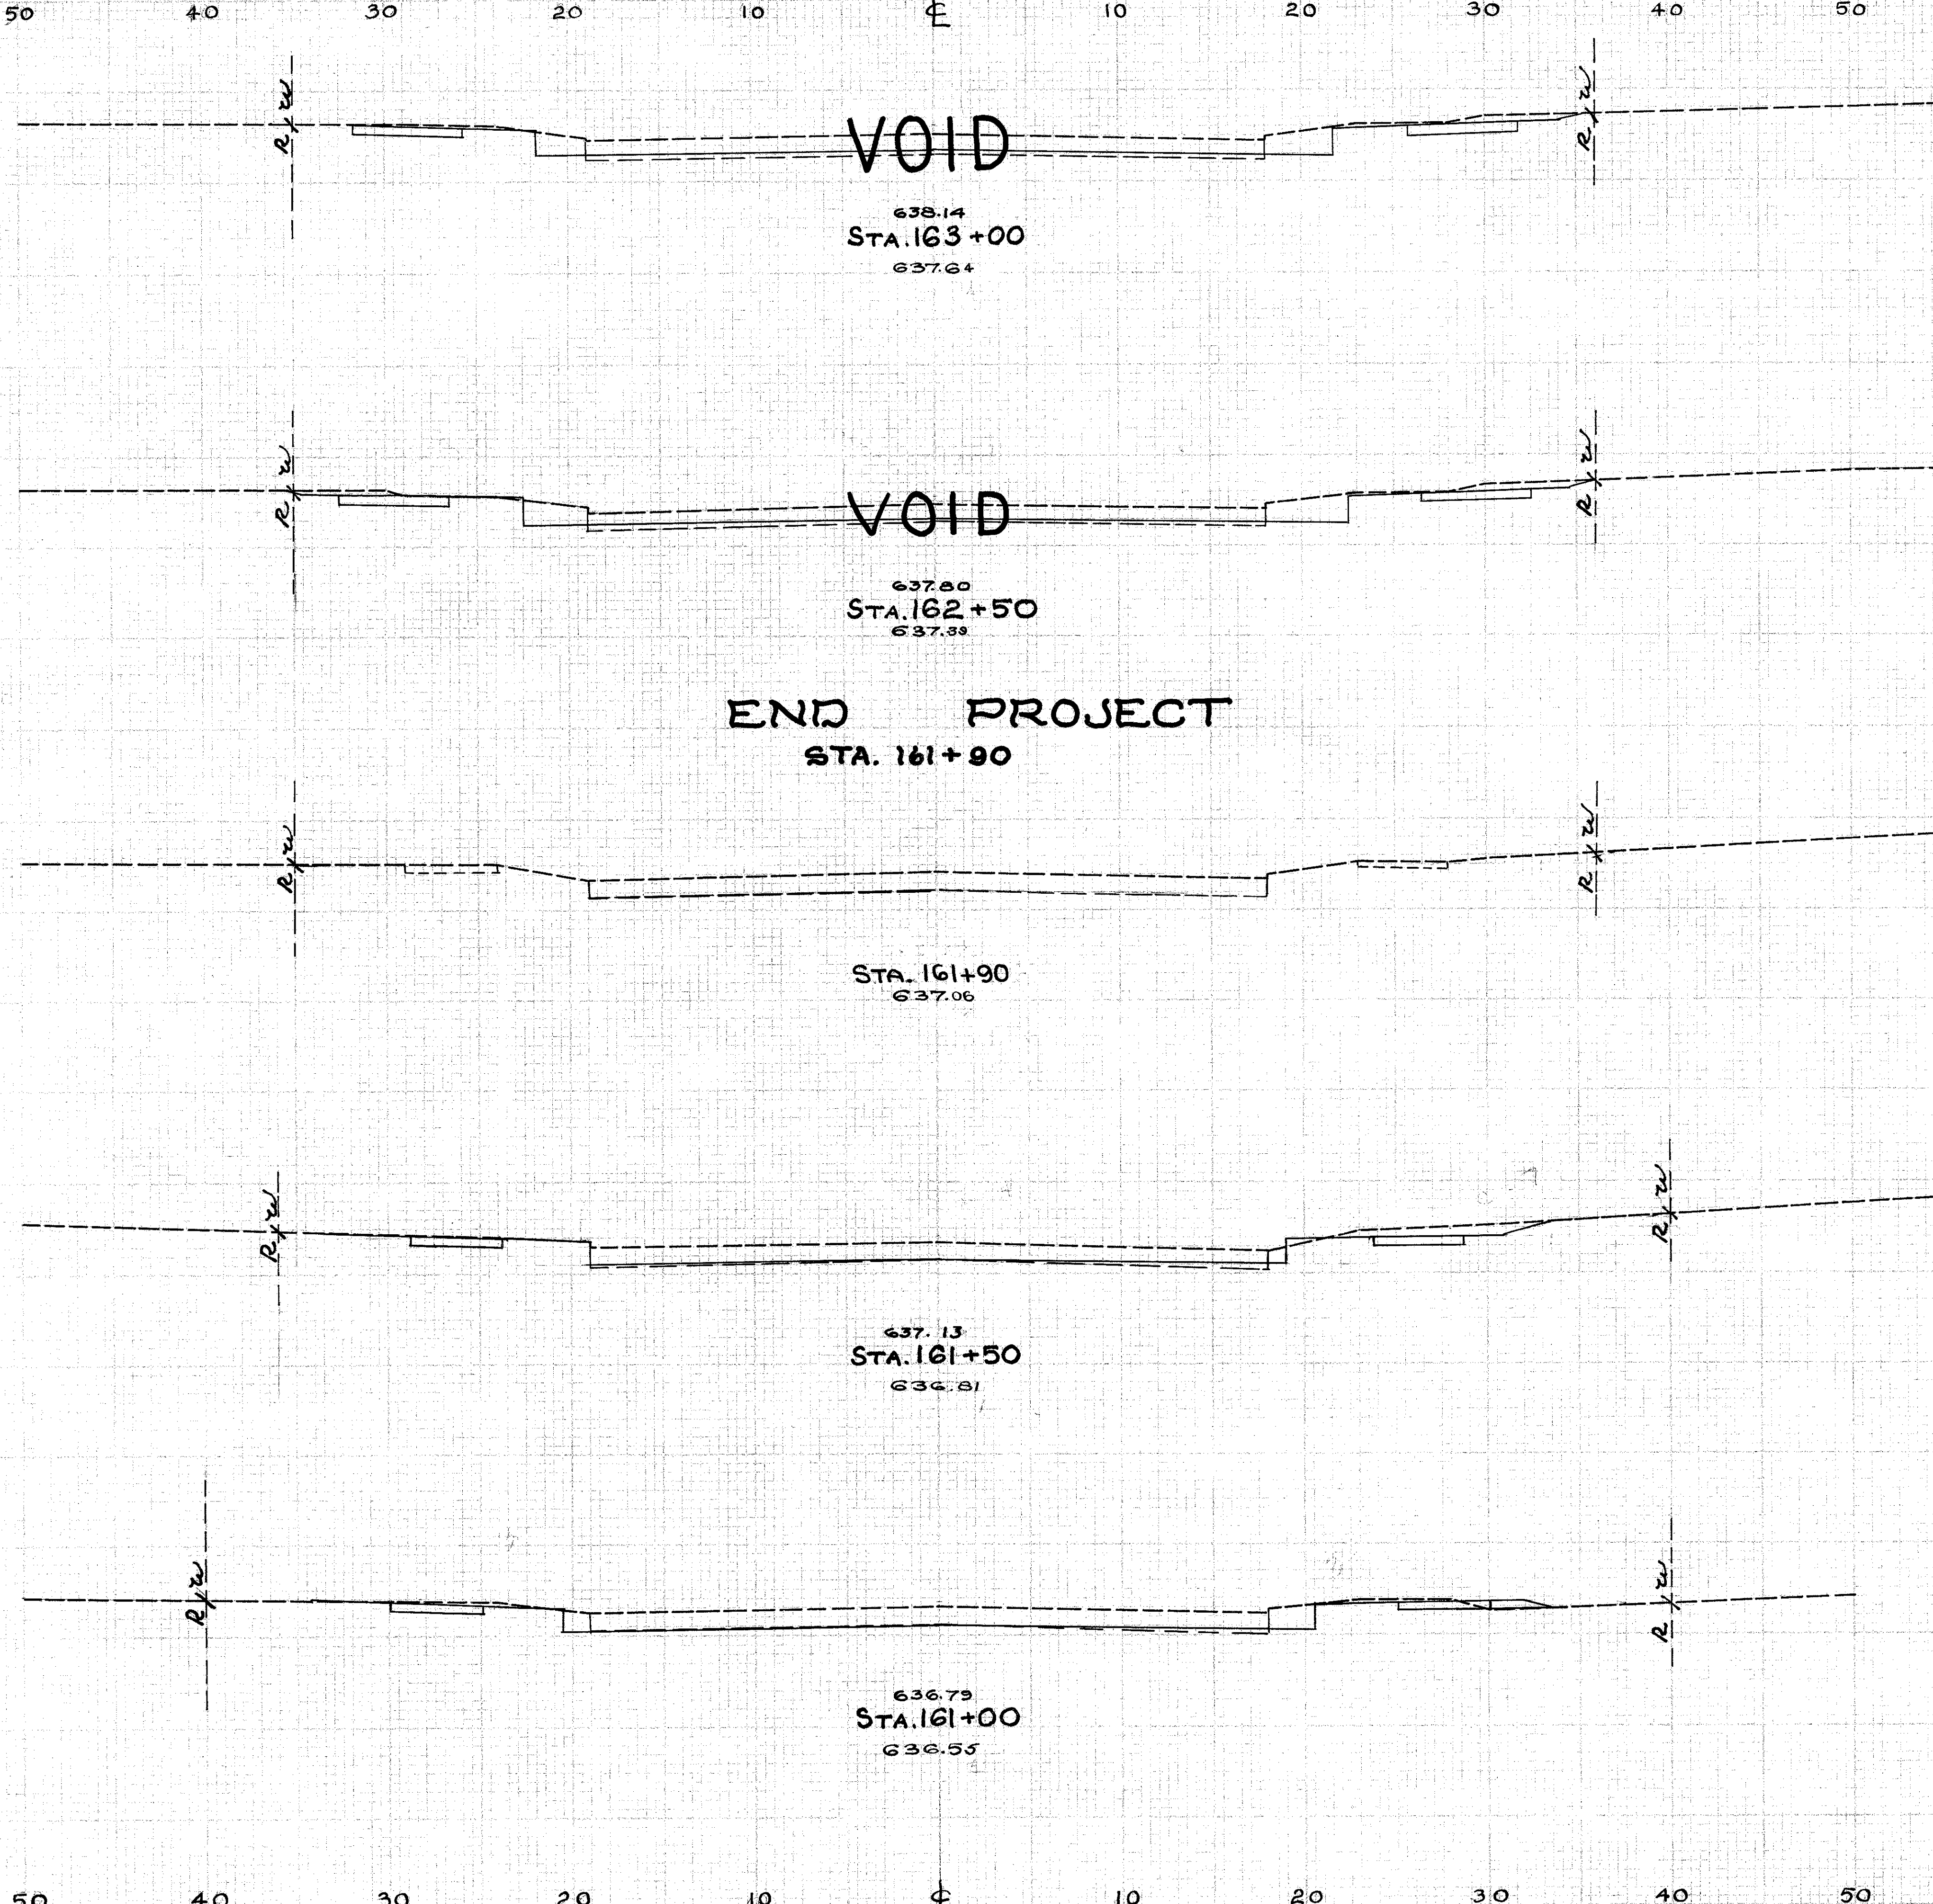 50 40 30 20 10 ℄ 10 20 30 40 50
R/W R/W
VOID
638.14
STA. 163+00
637.64
R/W R/W
VOID
637.80
STA. 162+50
637.39
END PROJECT
STA. 161+90
R/W R/W
STA. 161+90
637.06
R/W R/W
637.13
STA. 161+50
636.81
R/W R/W
636.79
STA. 161+00
636.55
50 40 30 20 10 ℄ 10 20 30 40 50